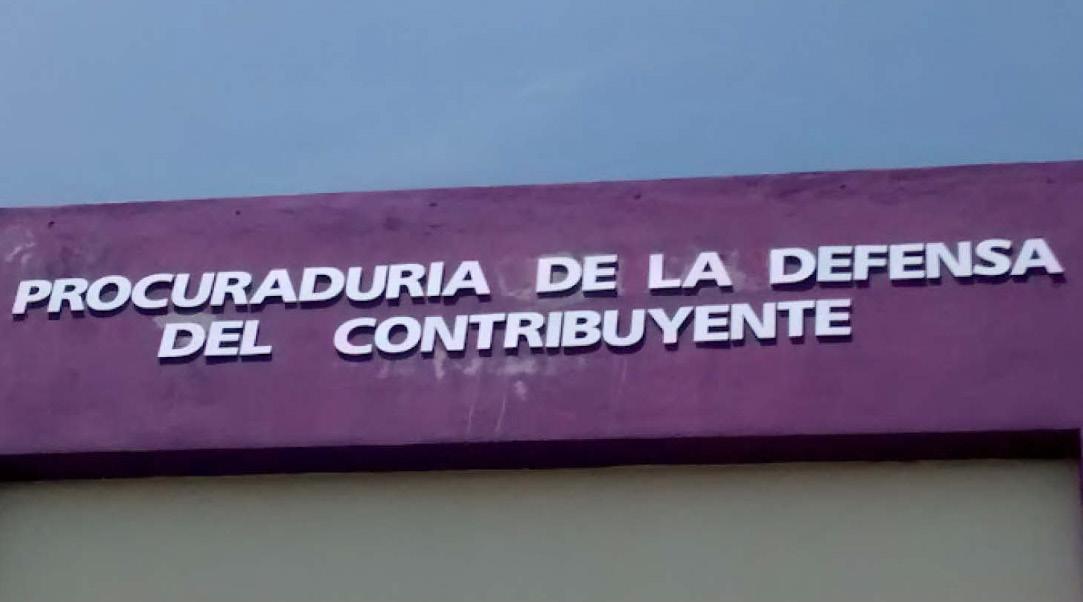 PROCURADURIA DE LA DEFENSA
DEL CONTRIBUYENTE